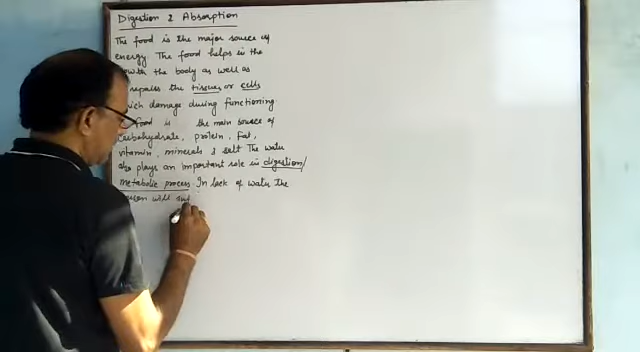 Digestion & Absorption
The food is the major source of
energy The food helps in the
growth the body as well as
repairs the tissues or cells
which damage during functioning
food is the main source of
Carbohydrate, protein, Fat,
vitamin, minerals & salt The water
also plays an important role in digestion/
metabolic process. In lack of water the
person will suf